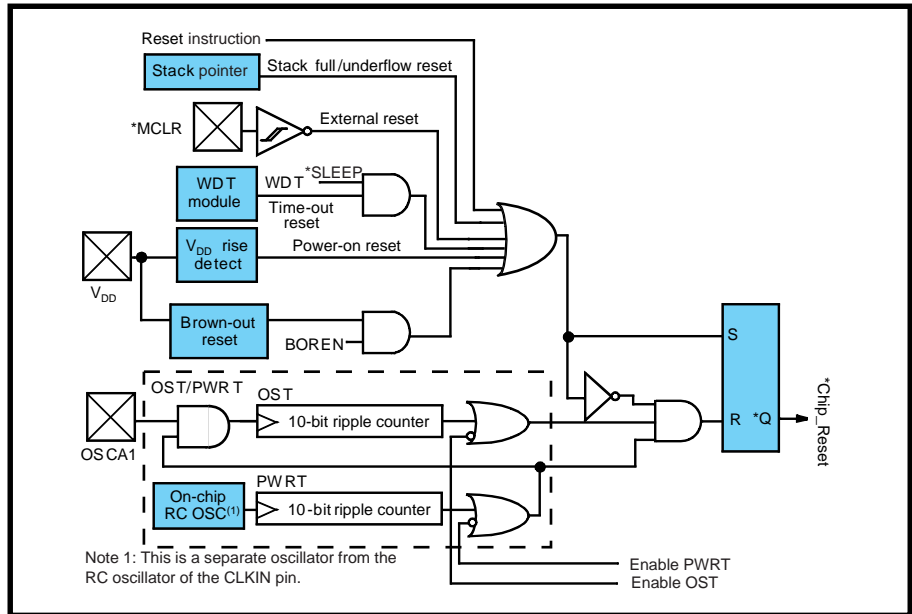 Reset instruction
Stack pointer
Stack full/underflow reset
*MCLR
External reset
WDT
module
WDT
*SLEEP
Time-out
reset
VDD rise
detect
Power-on reset
VDD
Brown-out
reset
BOREN
S
R
*Q
*Chip_Reset
OST/PWRT
OST
10-bit ripple counter
OSCA1
PWRT
On-chip
RC OSC(1)
10-bit ripple counter
Note 1: This is a separate oscillator from the
RC oscillator of the CLKIN pin.
Enable PWRT
Enable OST